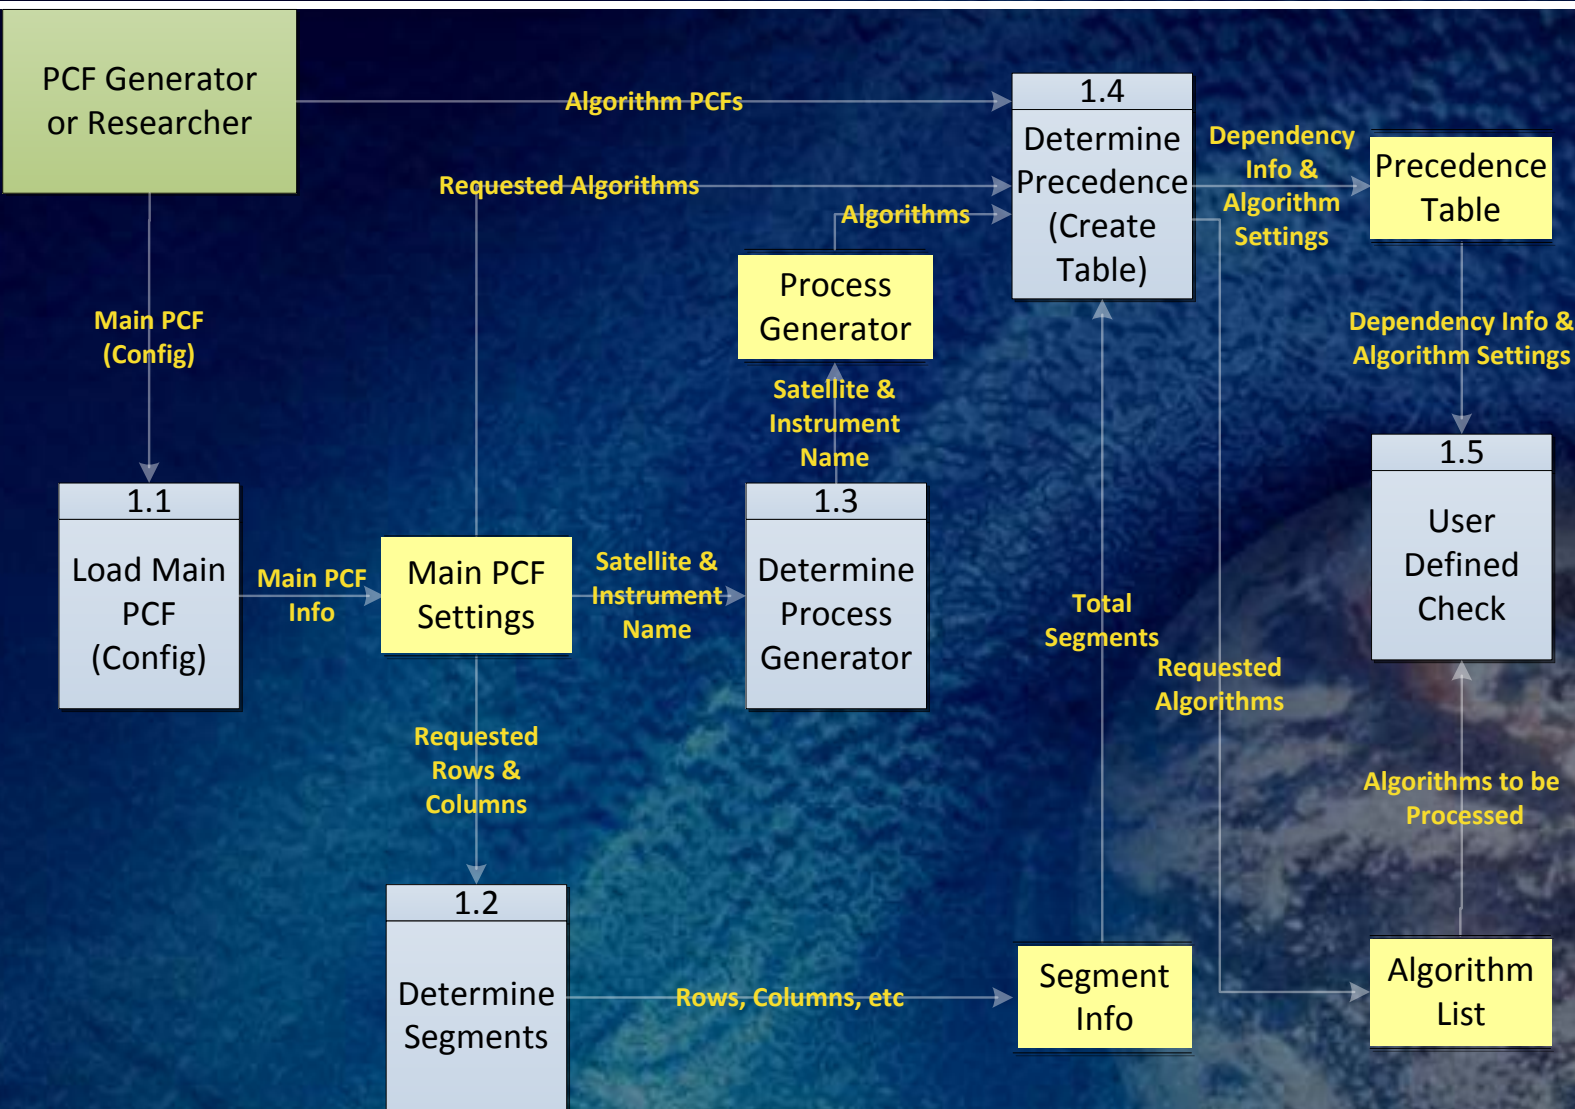 PCF Generator
or Researcher
Algorithm PCFs
Requested Algorithms
Algorithms
1.4
Determine
Precedence
(Create
Table)
Dependency
Info &
Algorithm
Settings
Precedence
Table
Main PCF
(Config)
Process
Generator
Dependency Info &
Algorithm Settings
Satellite &
Instrument
Name
1.1
Load Main
PCF
(Config)
Main PCF
Info
Main PCF
Settings
Satellite &
Instrument
Name
1.3
Determine
Process
Generator
Total
Segments
Requested
Algorithms
1.5
User
Defined
Check
Requested
Rows &
Columns
Algorithms to be
Processed
1.2
Determine
Segments
Rows, Columns, etc
Segment
Info
Algorithm
List